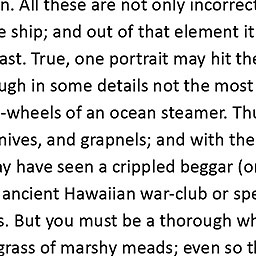 n. All these are not only incorrect
e ship; and out of that element it
ast. True, one portrait may hit the
ugh in some details not the most
-wheels of an ocean steamer. Thu
nives, and grapnels; and with the
ay have seen a crippled beggar (or
ancient Hawaiian war-club or spe
s. But you must be a thorough wh
grass of marshy meads; even so th